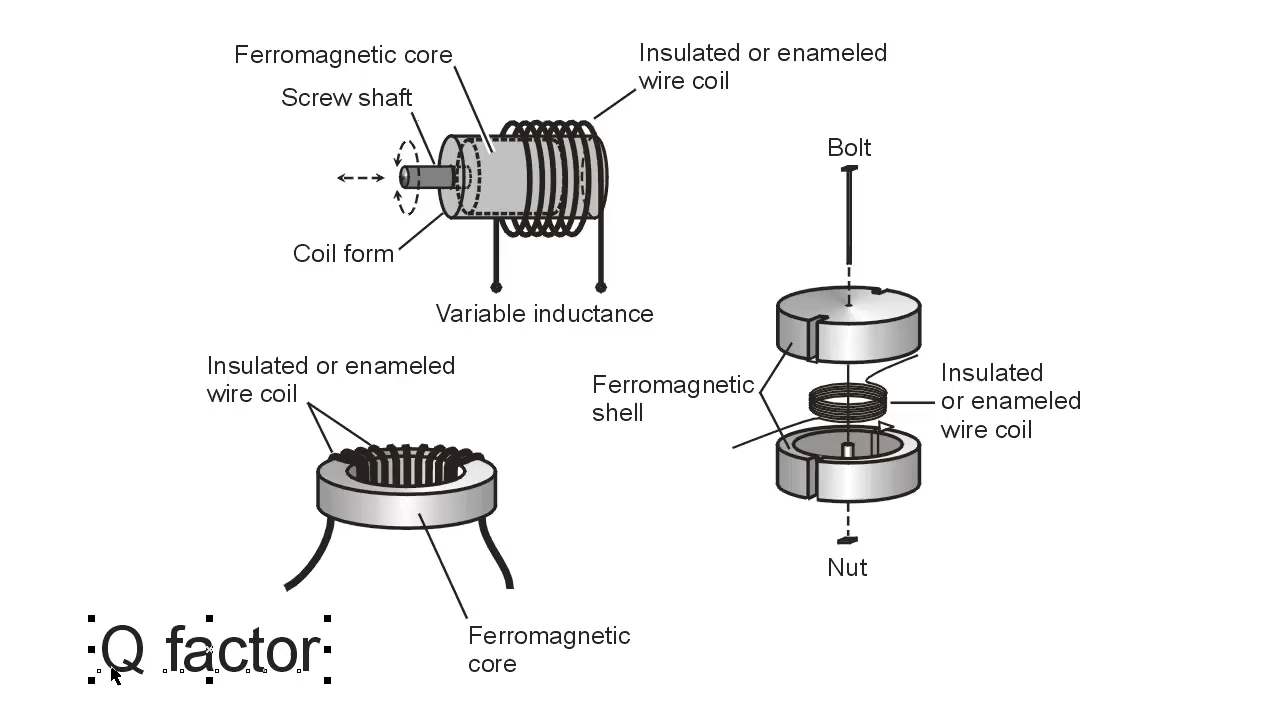 Ferromagnetic core
Screw shaft
Insulated or enameled
wire coil
Coil form
Variable inductance
Bolt
Ferromagnetic
shell
Insulated
or enameled
wire coil
Nut
Insulated or enameled
wire coil
Ferromagnetic
core
Q factor